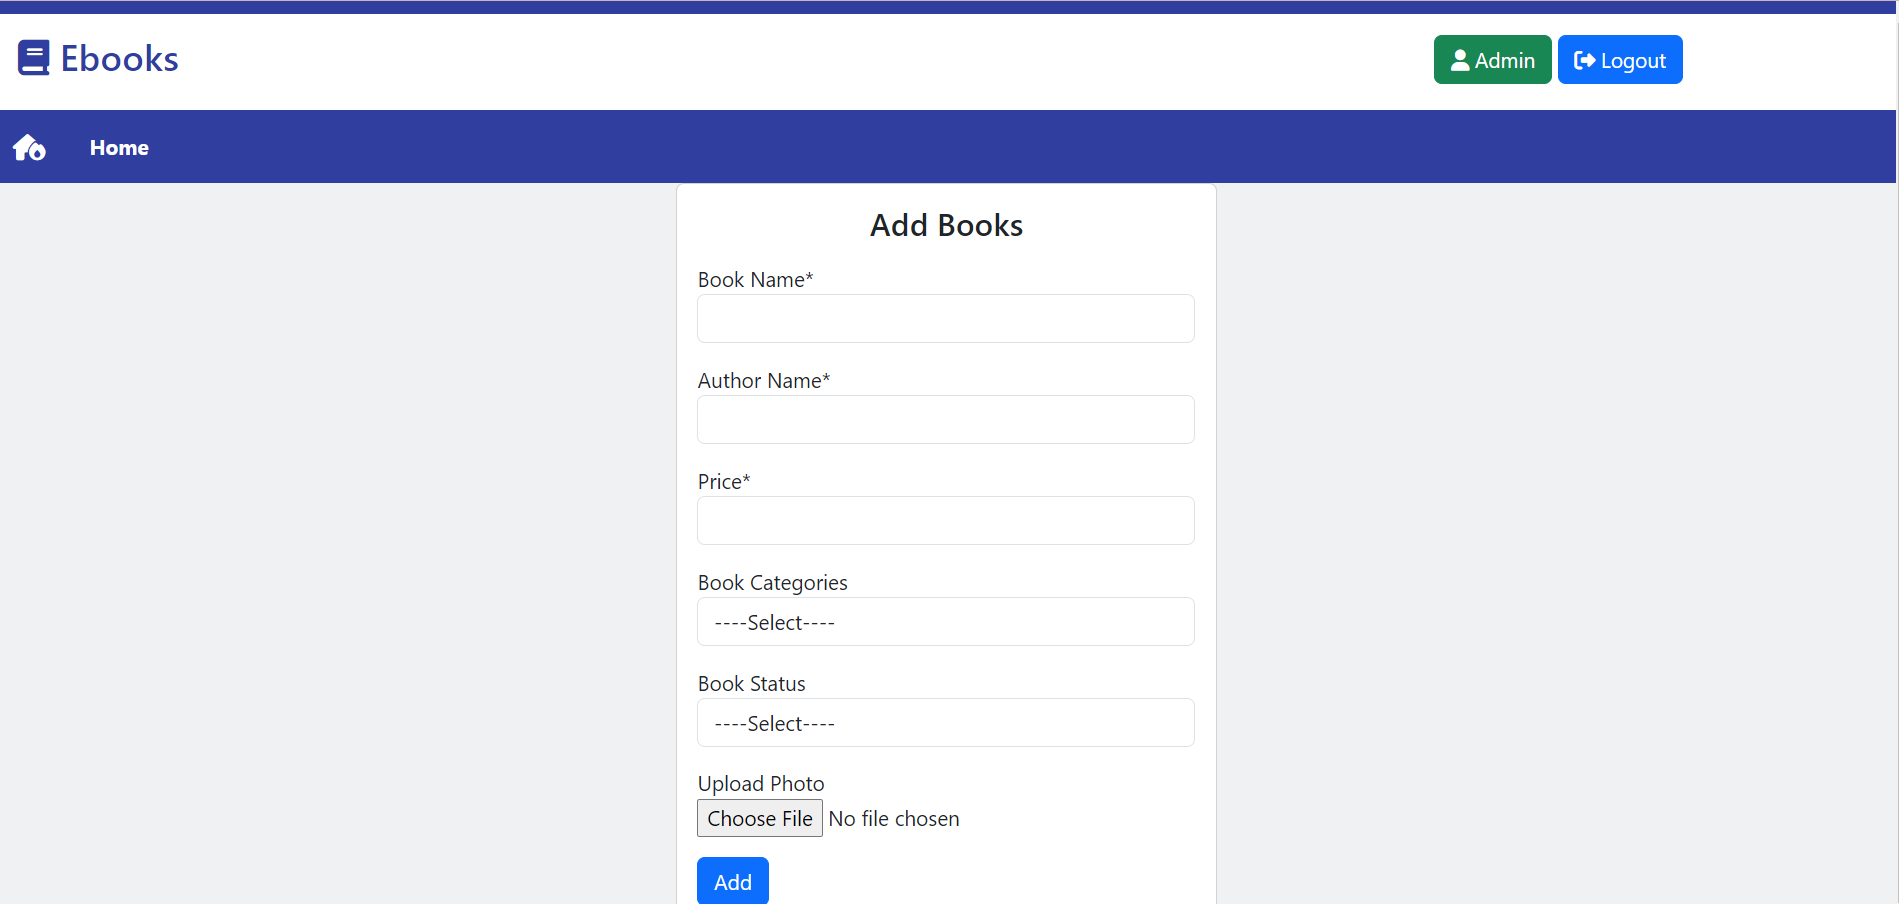 Ebooks
Admin
Logout
Home
Add Books
Book Name*
Author Name*
Price*
Book Categories
----Select----
Book Status
----Select----
Upload Photo
Choose File No file chosen
Add